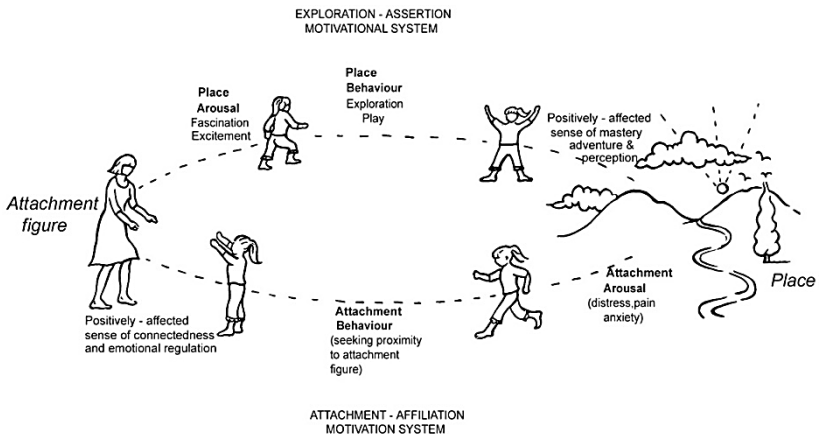 EXPLORATION - ASSERTION
MOTIVATIONAL SYSTEM
Place
Arousal
Fascination
Excitement
Place
Behaviour
Exploration
Play
Positively - affected
sense of mastery
adventure &
perception
Attachment
figure
Place
Positively - affected
sense of connectedness
and emotional regulation
Attachment
Behaviour
(seeking proximity
to attachment
figure)
Attachment
Arousal
(distress,pain
anxiety)
ATTACHMENT - AFFILIATION
MOTIVATION SYSTEM